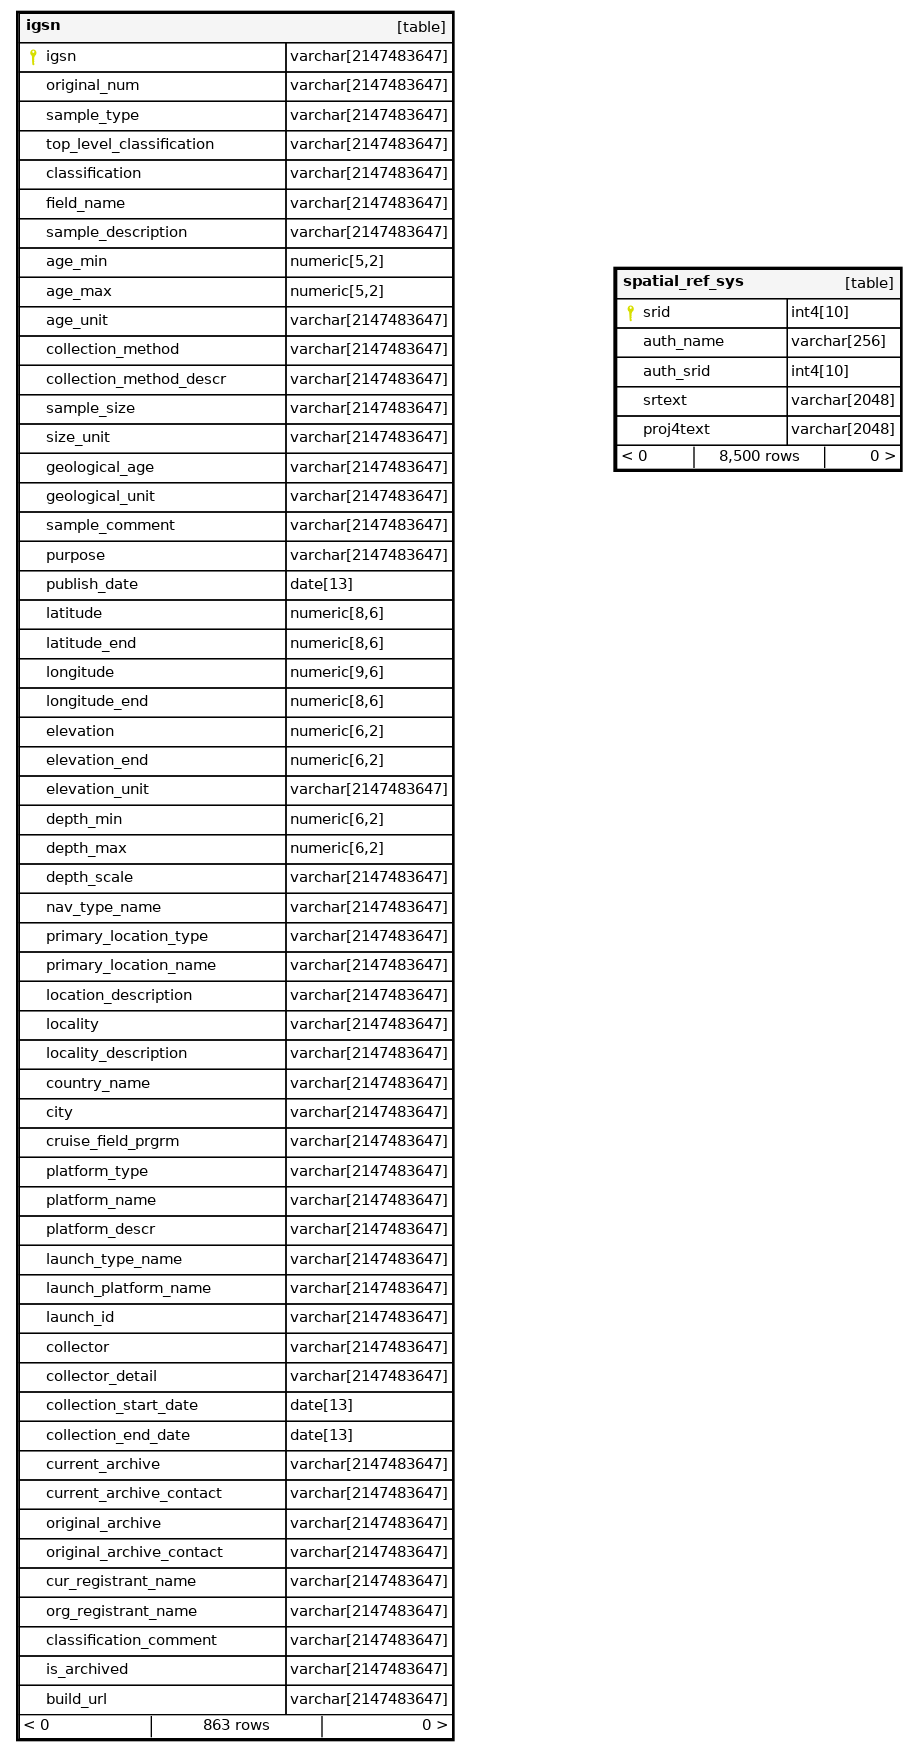 igsn [table]
igsn varchar[2147483647]
original_num varchar[2147483647]
sample_type varchar[2147483647]
top_level_classification varchar[2147483647]
classification varchar[2147483647]
field_name varchar[2147483647]
sample_description varchar[2147483647]
age_min numeric[5,2]
age_max numeric[5,2]
age_unit varchar[2147483647]
collection_method varchar[2147483647]
collection_method_descr varchar[2147483647]
sample_size varchar[2147483647]
size_unit varchar[2147483647]
geological_age varchar[2147483647]
geological_unit varchar[2147483647]
sample_comment varchar[2147483647]
purpose varchar[2147483647]
publish_date date[13]
latitude numeric[8,6]
latitude_end numeric[8,6]
longitude numeric[9,6]
longitude_end numeric[8,6]
elevation numeric[6,2]
elevation_end numeric[6,2]
elevation_unit varchar[2147483647]
depth_min numeric[6,2]
depth_max numeric[6,2]
depth_scale varchar[2147483647]
nav_type_name varchar[2147483647]
primary_location_type varchar[2147483647]
primary_location_name varchar[2147483647]
location_description varchar[2147483647]
locality varchar[2147483647]
locality_description varchar[2147483647]
country_name varchar[2147483647]
city varchar[2147483647]
cruise_field_prgrm varchar[2147483647]
platform_type varchar[2147483647]
platform_name varchar[2147483647]
platform_descr varchar[2147483647]
launch_type_name varchar[2147483647]
launch_platform_name varchar[2147483647]
launch_id varchar[2147483647]
collector varchar[2147483647]
collector_detail varchar[2147483647]
collection_start_date date[13]
collection_end_date date[13]
current_archive varchar[2147483647]
current_archive_contact varchar[2147483647]
original_archive varchar[2147483647]
original_archive_contact varchar[2147483647]
cur_registrant_name varchar[2147483647]
org_registrant_name varchar[2147483647]
classification_comment varchar[2147483647]
is_archived varchar[2147483647]
build_url varchar[2147483647]
< 0 863 rows 0 >
spatial_ref_sys [table]
srid int4[10]
auth_name varchar[256]
auth_srid int4[10]
srtext varchar[2048]
proj4text varchar[2048]
< 0 8,500 rows 0 >